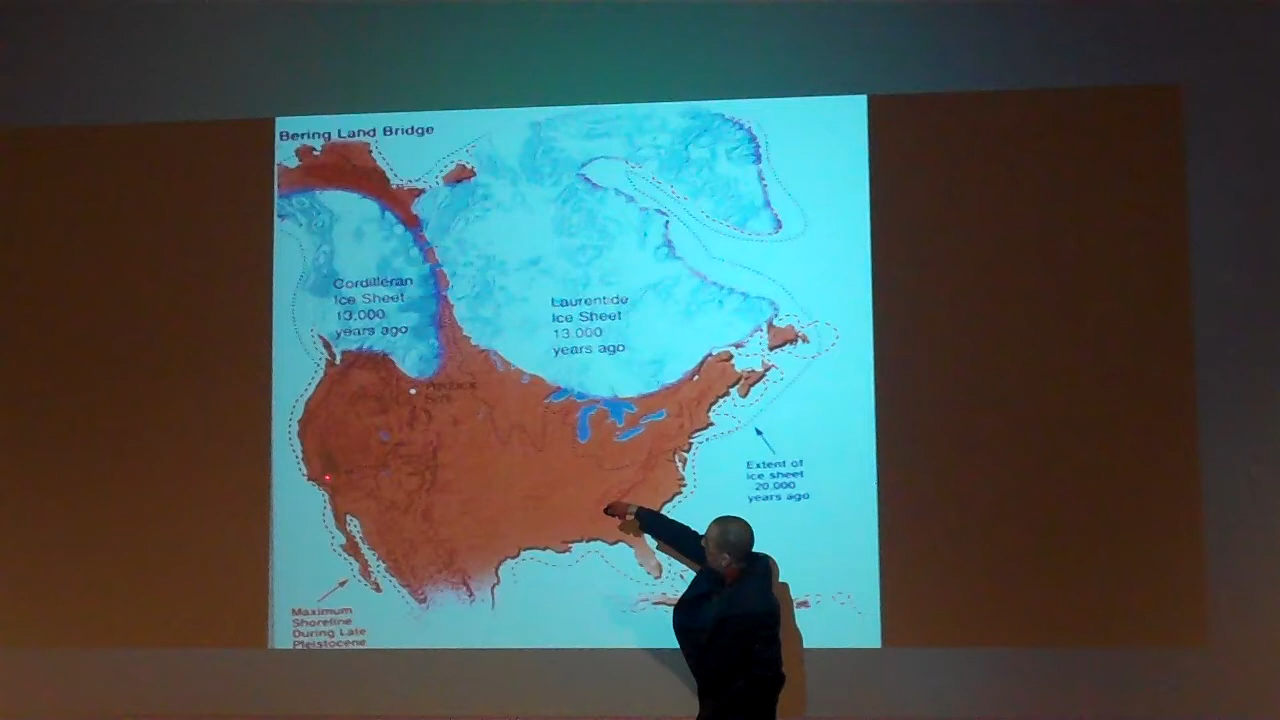 Bering Land Bridge
Cordilleran
Ice Sheet
13,000
years ago
Laurentide
Ice Sheet
13 000
years ago
Extent of
ice sheet
20,000
years ago
Maximum
Shoreline
During Late
Pleistocene